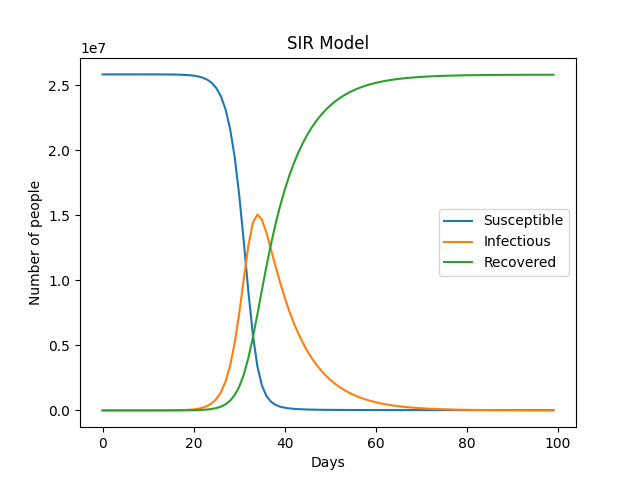 SIR Model
1e7
2.5
2.0
1.5
1.0
0.5
0.0
Number of people
Susceptible
Infectious
Recovered
0 20 40 60 80 100
Days